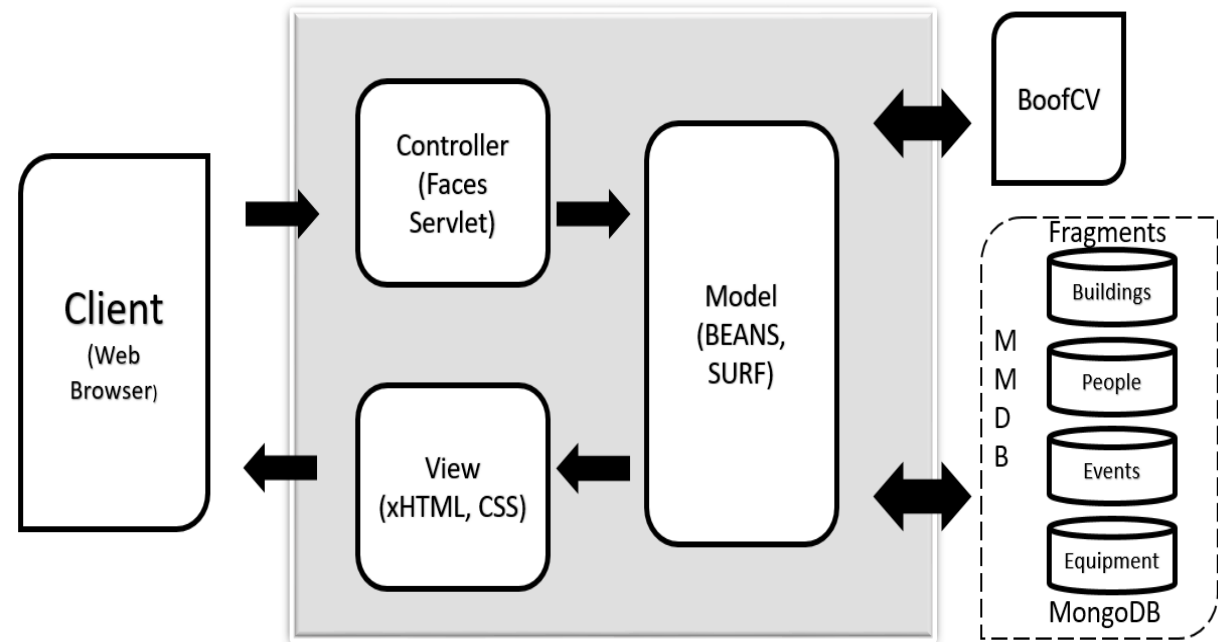 Client
(Web
Browser)
Controller
(Faces
Servlet)
View
(xHTML, CSS)
Model
(BEANS,
SURF)
BoofCV
Fragments
Buildings
People
Events
Equipment
M
M
D
B
MongoDB